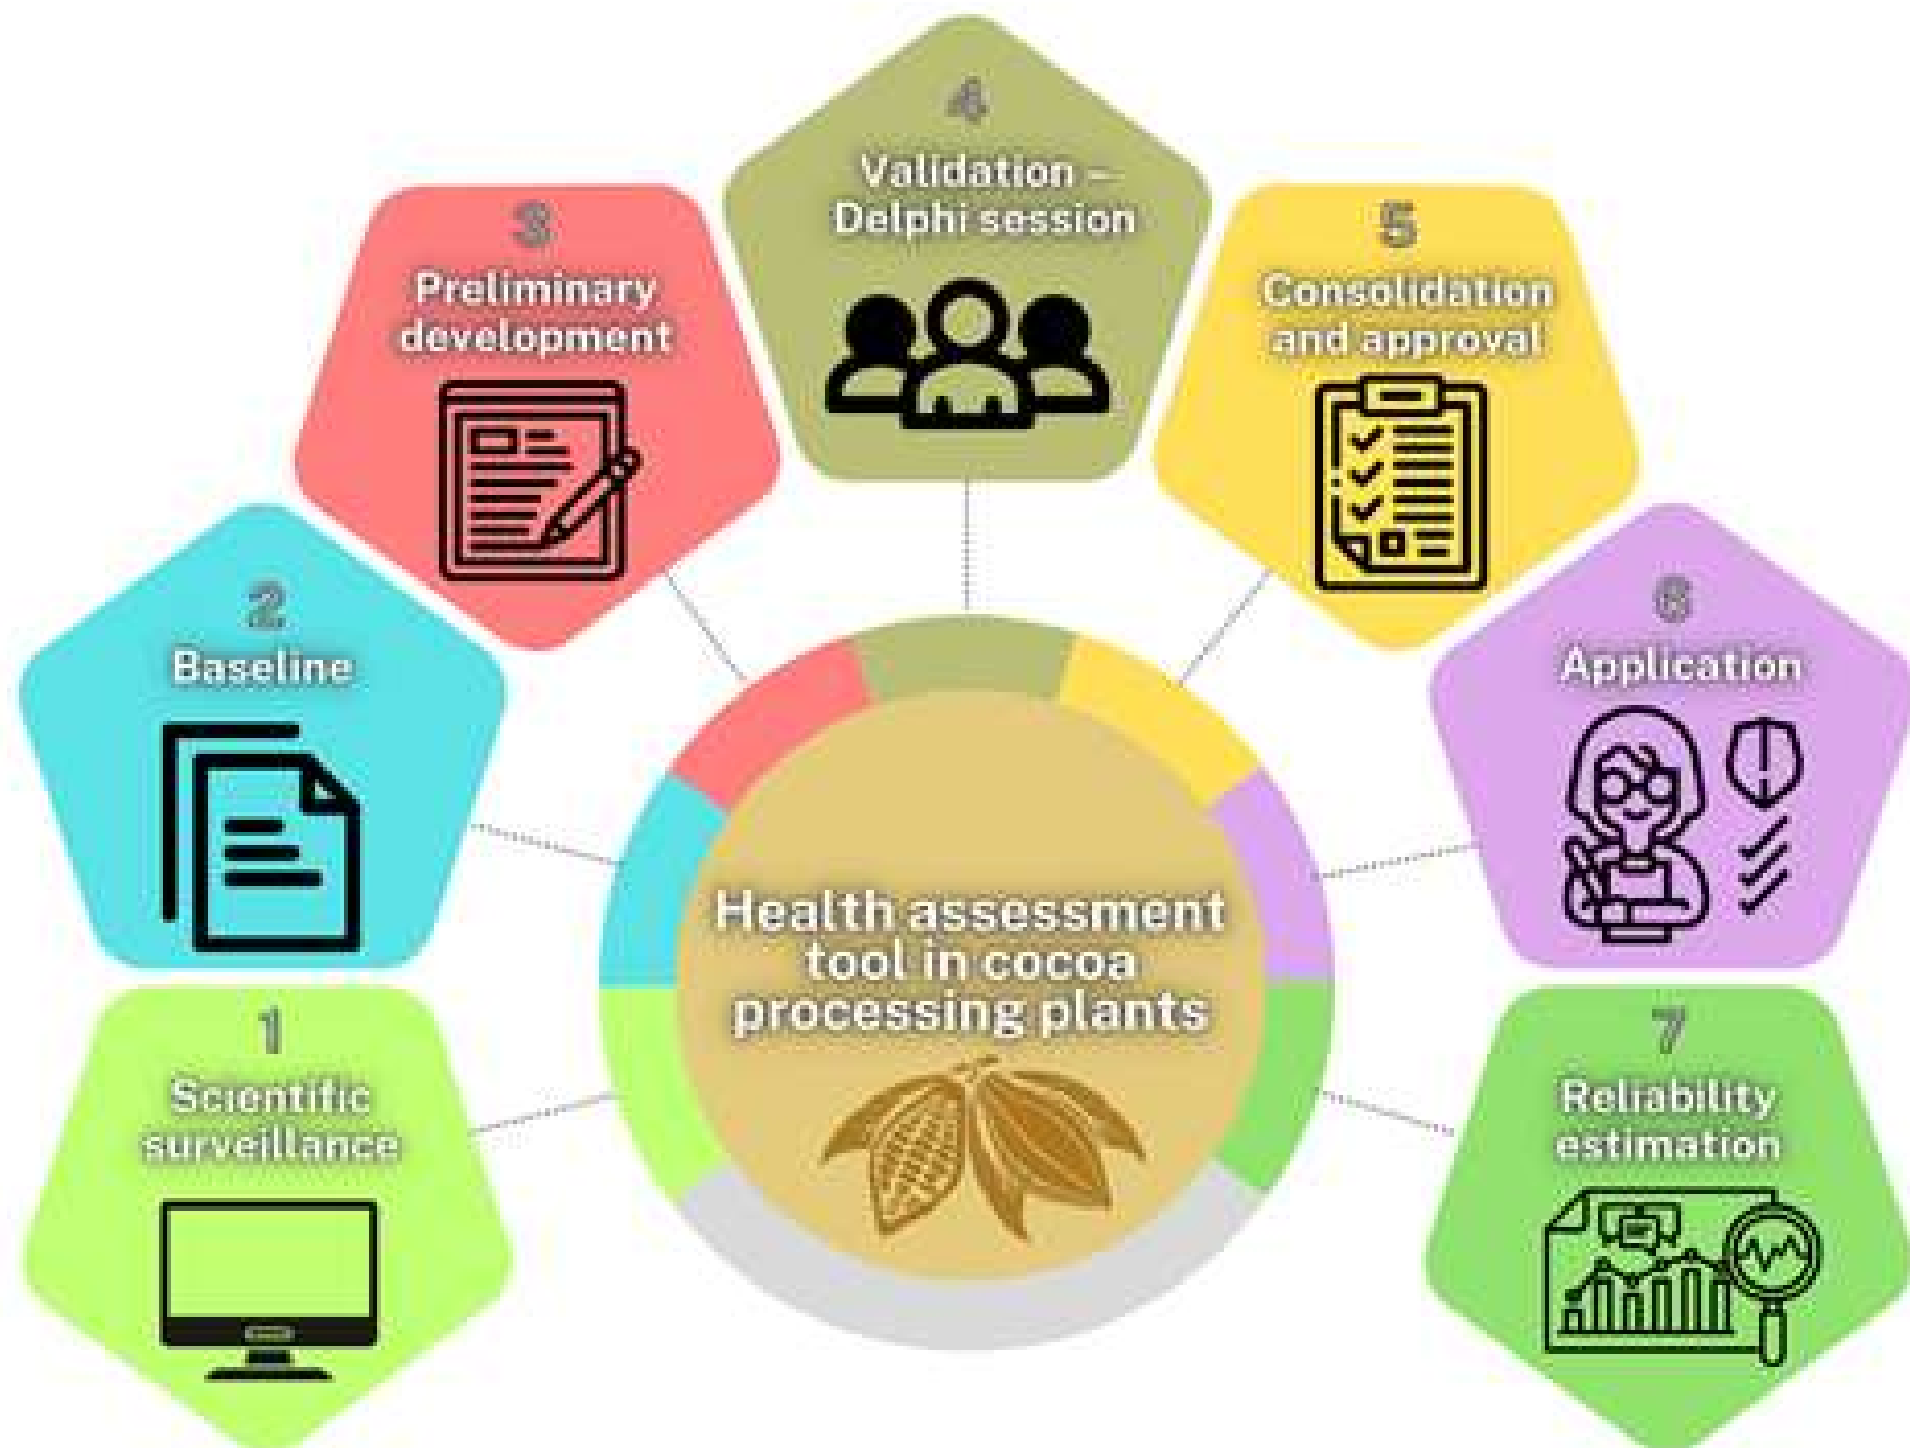 1
Scientific
surveillance
2
Baseline
3
Preliminary
development
4
Validation –
Delphi session
5
Consolidation
and approval
6
Application
7
Reliability
estimation
Health assessment
tool in cocoa
processing plants